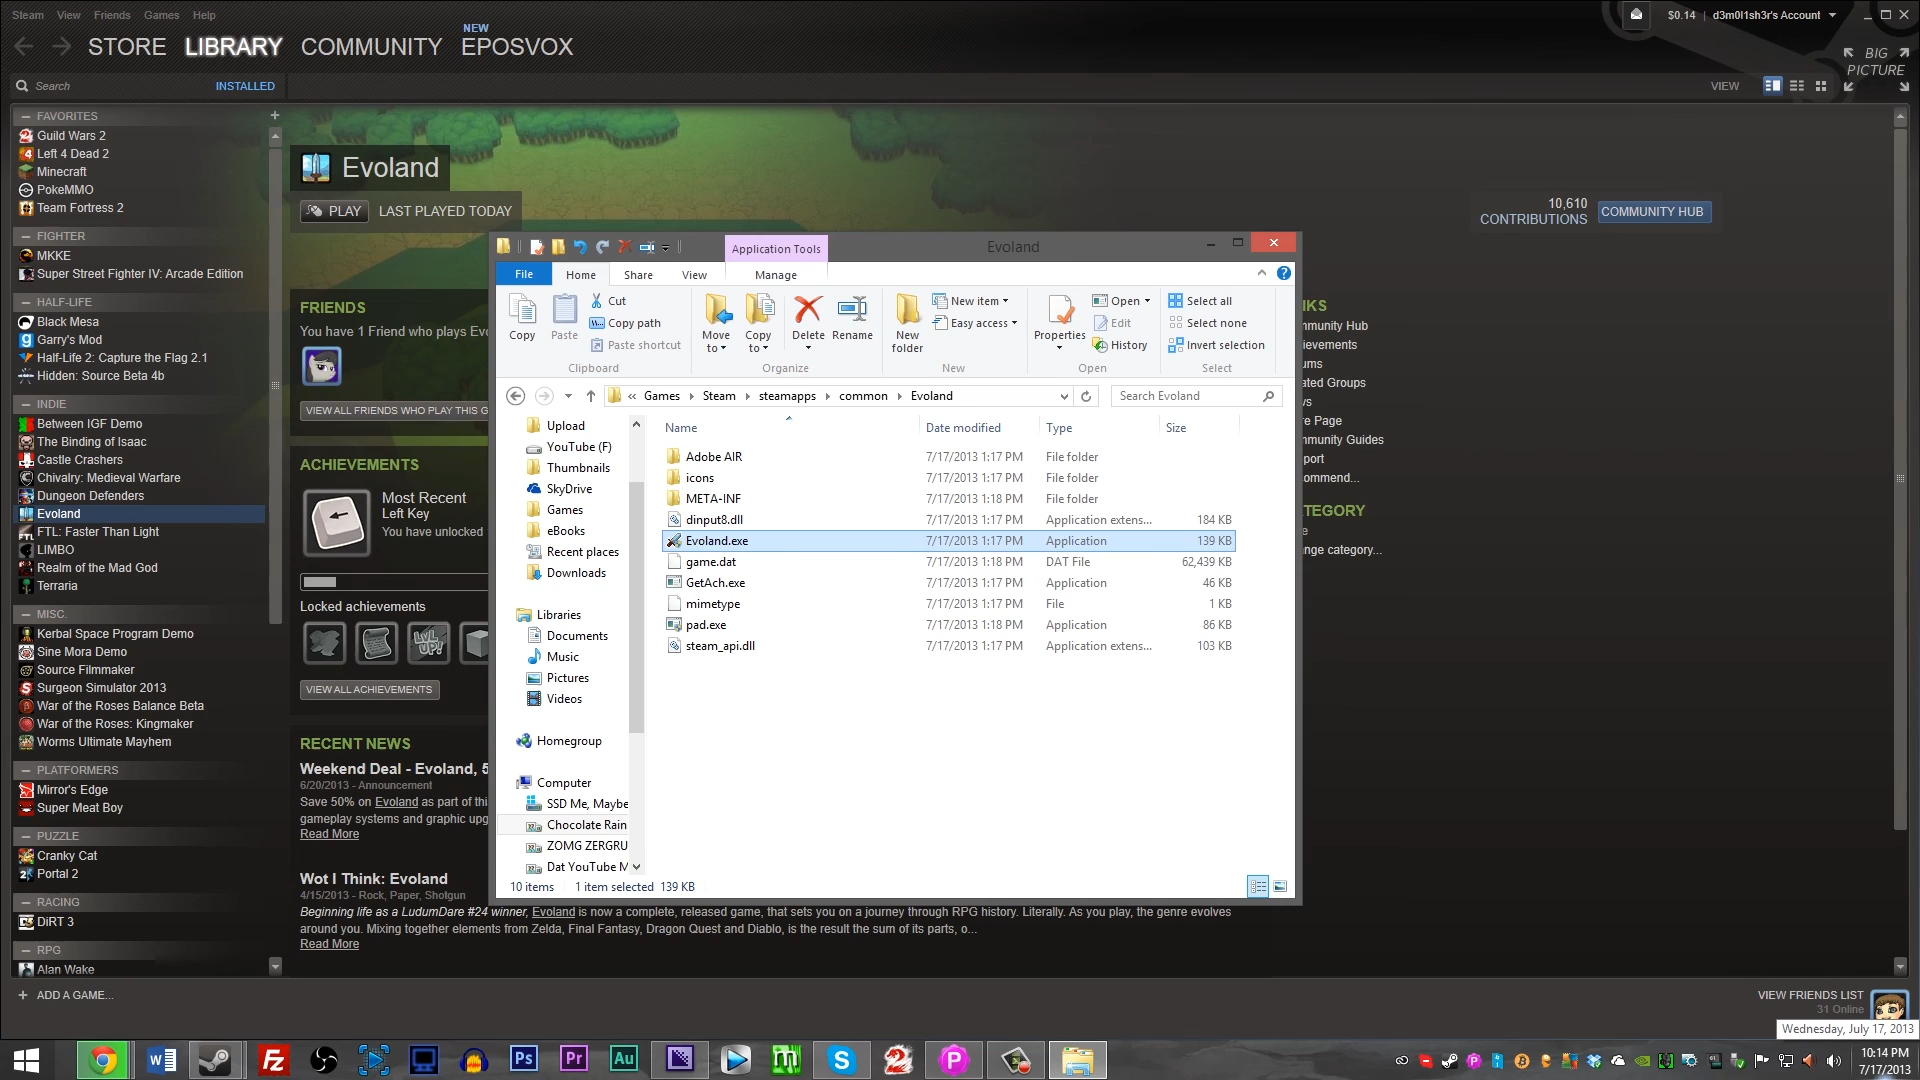 Steam View Friends Games Help
$0.14 | d3m0l1sh3r's Account
STORE LIBRARY COMMUNITY EPOSVOX
NEW
BIG PICTURE
Search INSTALLED
VIEW
FAVORITES
Guild Wars 2
Left 4 Dead 2
Minecraft
PokeMMO
Team Fortress 2
FIGHTER
MKKE
Super Street Fighter IV: Arcade Edition
HALF-LIFE
Black Mesa
Garry's Mod
Half-Life 2: Capture the Flag 2.1
Hidden: Source Beta 4b
INDIE
Between IGF Demo
The Binding of Isaac
Castle Crashers
Chivalry: Medieval Warfare
Dungeon Defenders
Evoland
FTL: Faster Than Light
LIMBO
Realm of the Mad God
Terraria
MISC.
Kerbal Space Program Demo
Sine Mora Demo
Source Filmmaker
Surgeon Simulator 2013
War of the Roses Balance Beta
War of the Roses: Kingmaker
Worms Ultimate Mayhem
PLATFORMERS
Mirror's Edge
Super Meat Boy
PUZZLE
Cranky Cat
Portal 2
RACING
DiRT 3
RPG
Alan Wake
ADD A GAME...
Evoland
PLAY LAST PLAYED TODAY
10,610
CONTRIBUTIONS
COMMUNITY HUB
FRIENDS
You have 1 Friend who plays Evo
VIEW ALL FRIENDS WHO PLAY THIS G
ACHIEVEMENTS
Most Recent
Left Key
You have unlocked
Locked achievements
LVL UP!
VIEW ALL ACHIEVEMENTS
RECENT NEWS
Weekend Deal - Evoland, 5
6/20/2013 - Announcement
Save 50% on Evoland as part of thi
gameplay systems and graphic upg
Read More
Wot I Think: Evoland
4/15/2013 - Rock, Paper, Shotgun
Beginning life as a LudumDare #24 winner, Evoland is now a complete, released game, that sets you on a journey through RPG history. Literally. As you play, the genre evolves
around you. Mixing together elements from Zelda, Final Fantasy, Dragon Quest and Diablo, is the result the sum of its parts, o...
Read More
Application Tools
Evoland
File Home Share View Manage
Copy
Paste
Cut
Copy path
Paste shortcut
Clipboard
Move to
Copy to
Delete
Rename
Organize
New folder
New item
Easy access
New
Properties
Open
Edit
History
Open
Select all
Select none
Invert selection
Select
« Games Steam steamapps common Evoland
Search Evoland
Upload
YouTube (F)
Thumbnails
SkyDrive
Games
eBooks
Recent places
Downloads
Libraries
Documents
Music
Pictures
Videos
Homegroup
Computer
SSD Me, Maybe
Chocolate Rain
ZOMG ZERGRU
Dat YouTube M
Name Date modified Type Size
Adobe AIR 7/17/2013 1:17 PM File folder
icons 7/17/2013 1:17 PM File folder
META-INF 7/17/2013 1:18 PM File folder
dinput8.dll 7/17/2013 1:17 PM Application extens... 184 KB
Evoland.exe 7/17/2013 1:17 PM Application 139 KB
game.dat 7/17/2013 1:18 PM DAT File 62,439 KB
GetAch.exe 7/17/2013 1:17 PM Application 46 KB
mimetype 7/17/2013 1:17 PM File 1 KB
pad.exe 7/17/2013 1:18 PM Application 86 KB
steam_api.dll 7/17/2013 1:17 PM Application extens... 103 KB
10 items 1 item selected 139 KB
KS
mmunity Hub
ievements
ums
ated Groups
ws
re Page
mmunity Guides
port
ommend...
TEGORY
e
nge category...
VIEW FRIENDS LIST
31 Online
Wednesday, July 17, 2013
Ps Pr Au
10:14 PM
7/17/2013